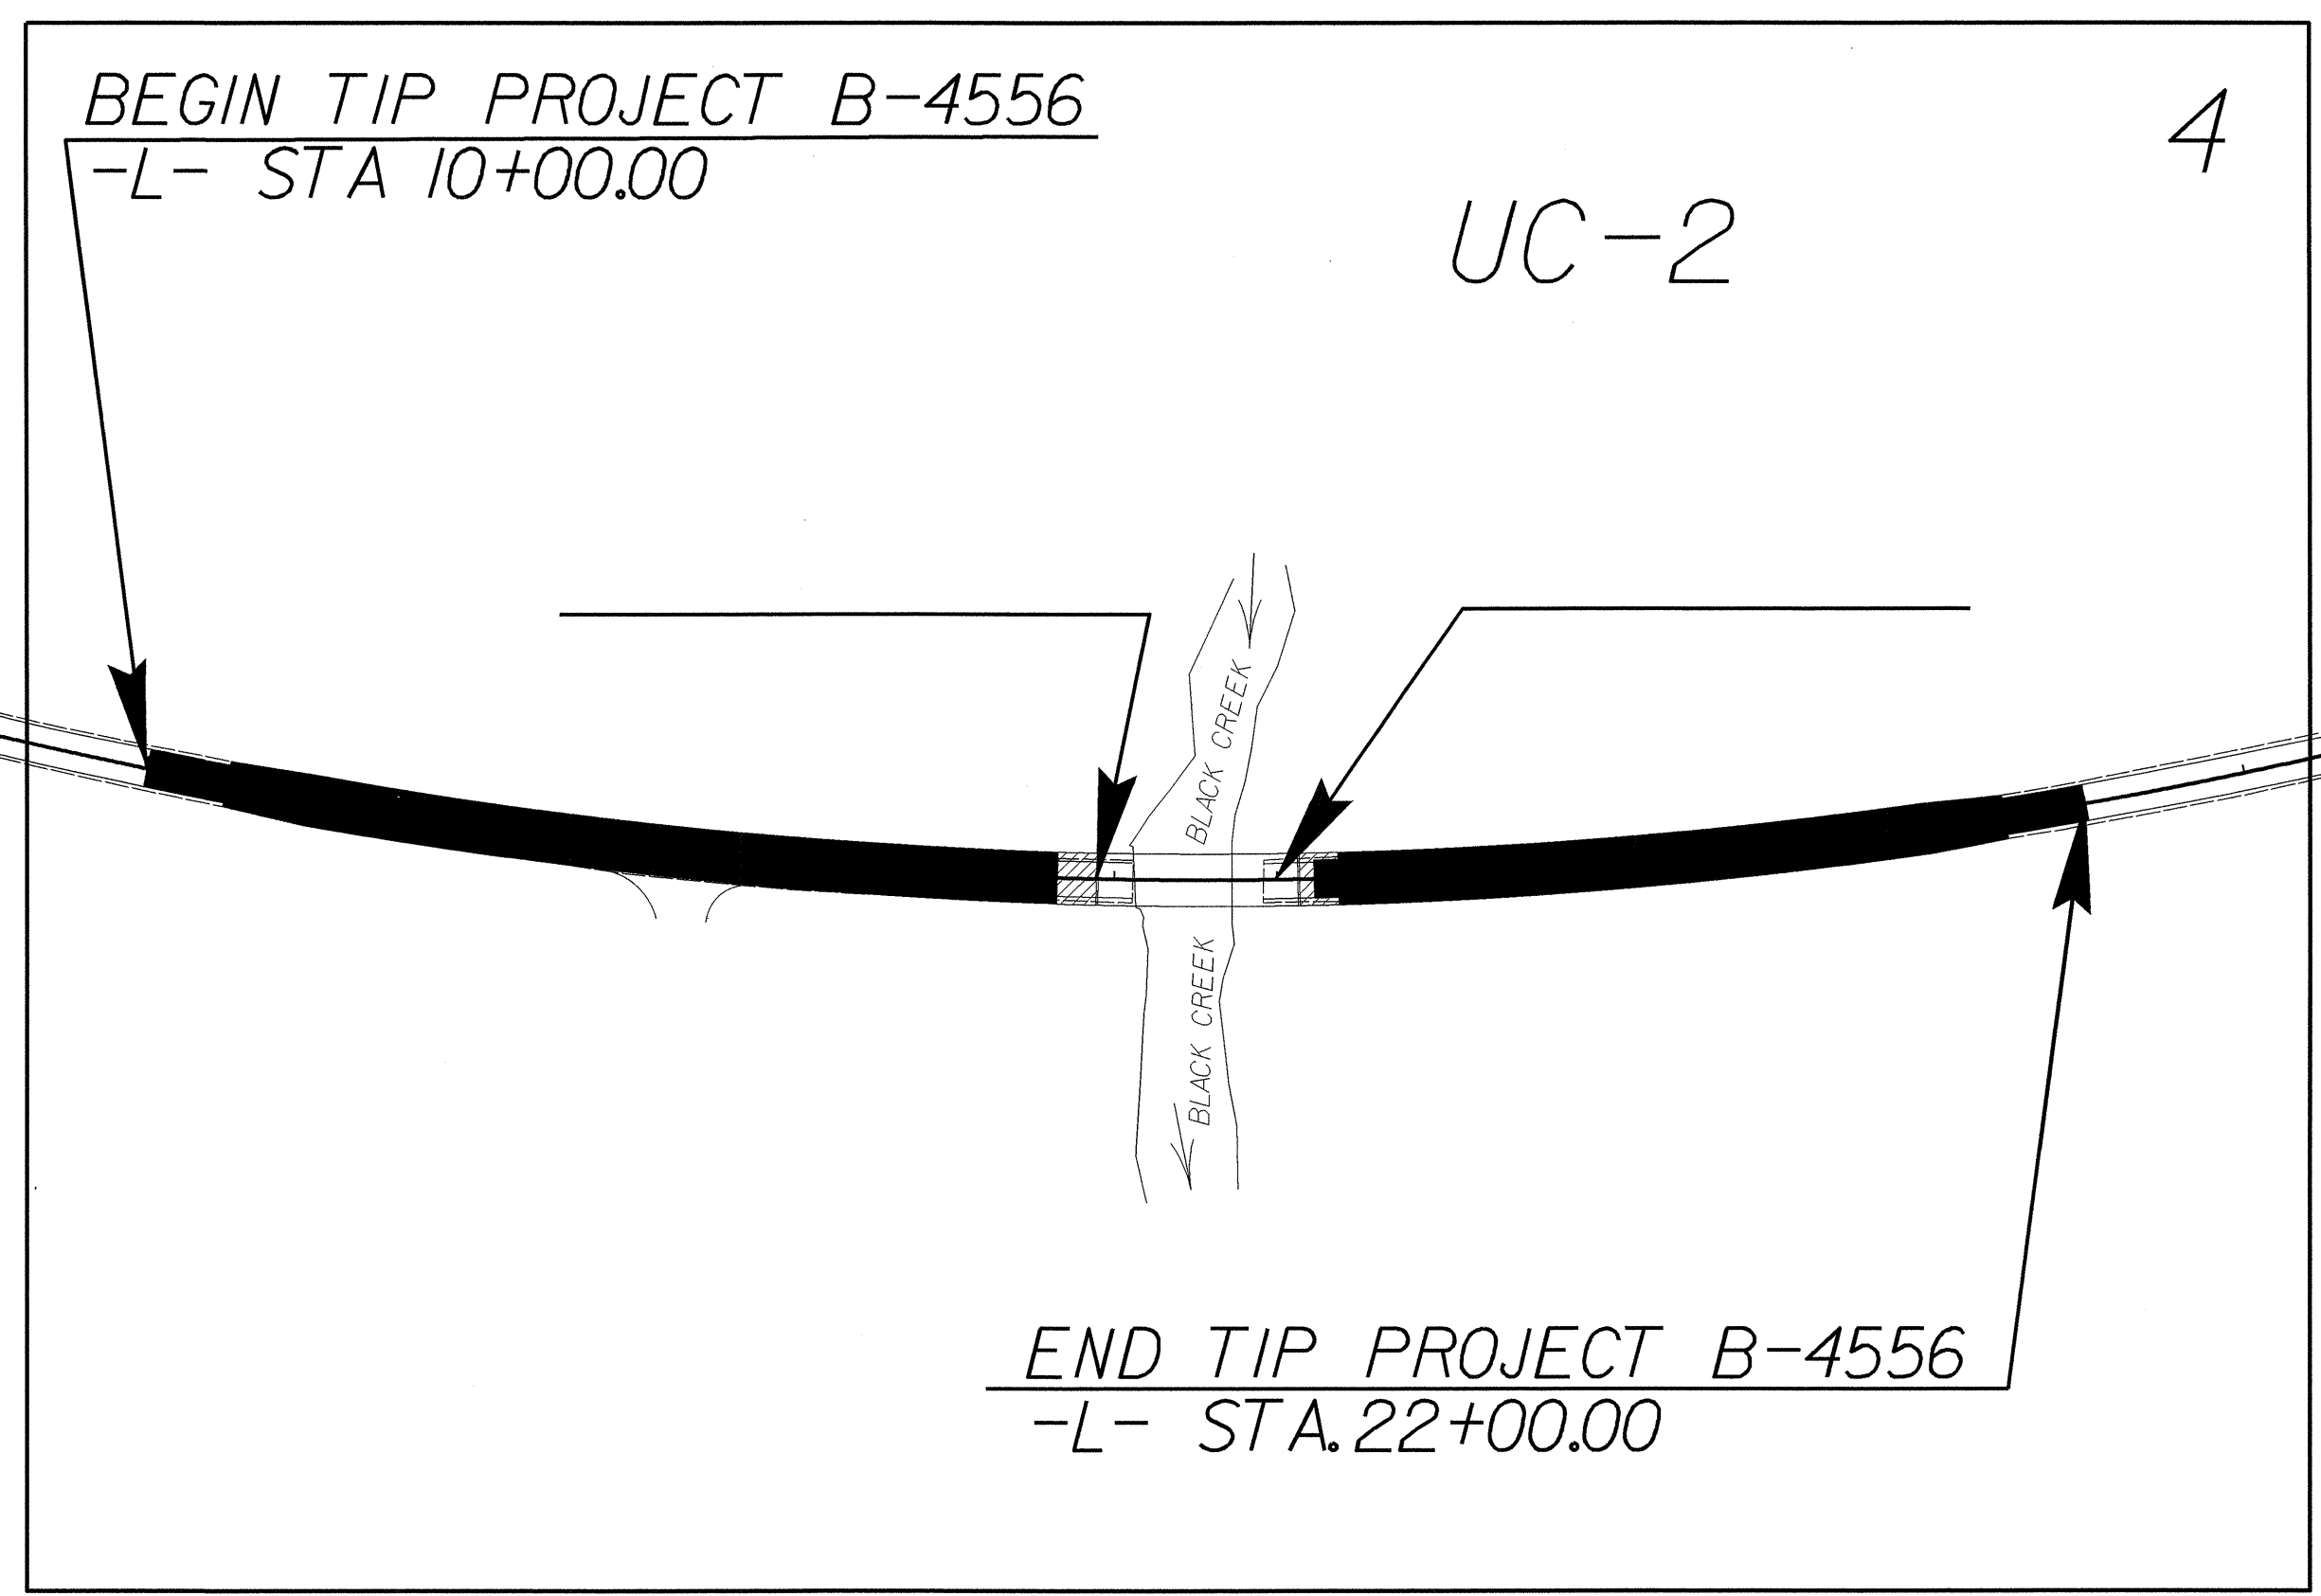 BEGIN TIP PROJECT B-4556
-L- STA 10+00.00
4
UC-2
BLACK CREEK
BLACK CREEK
END TIP PROJECT B-4556
-L- STA. 22+00.00